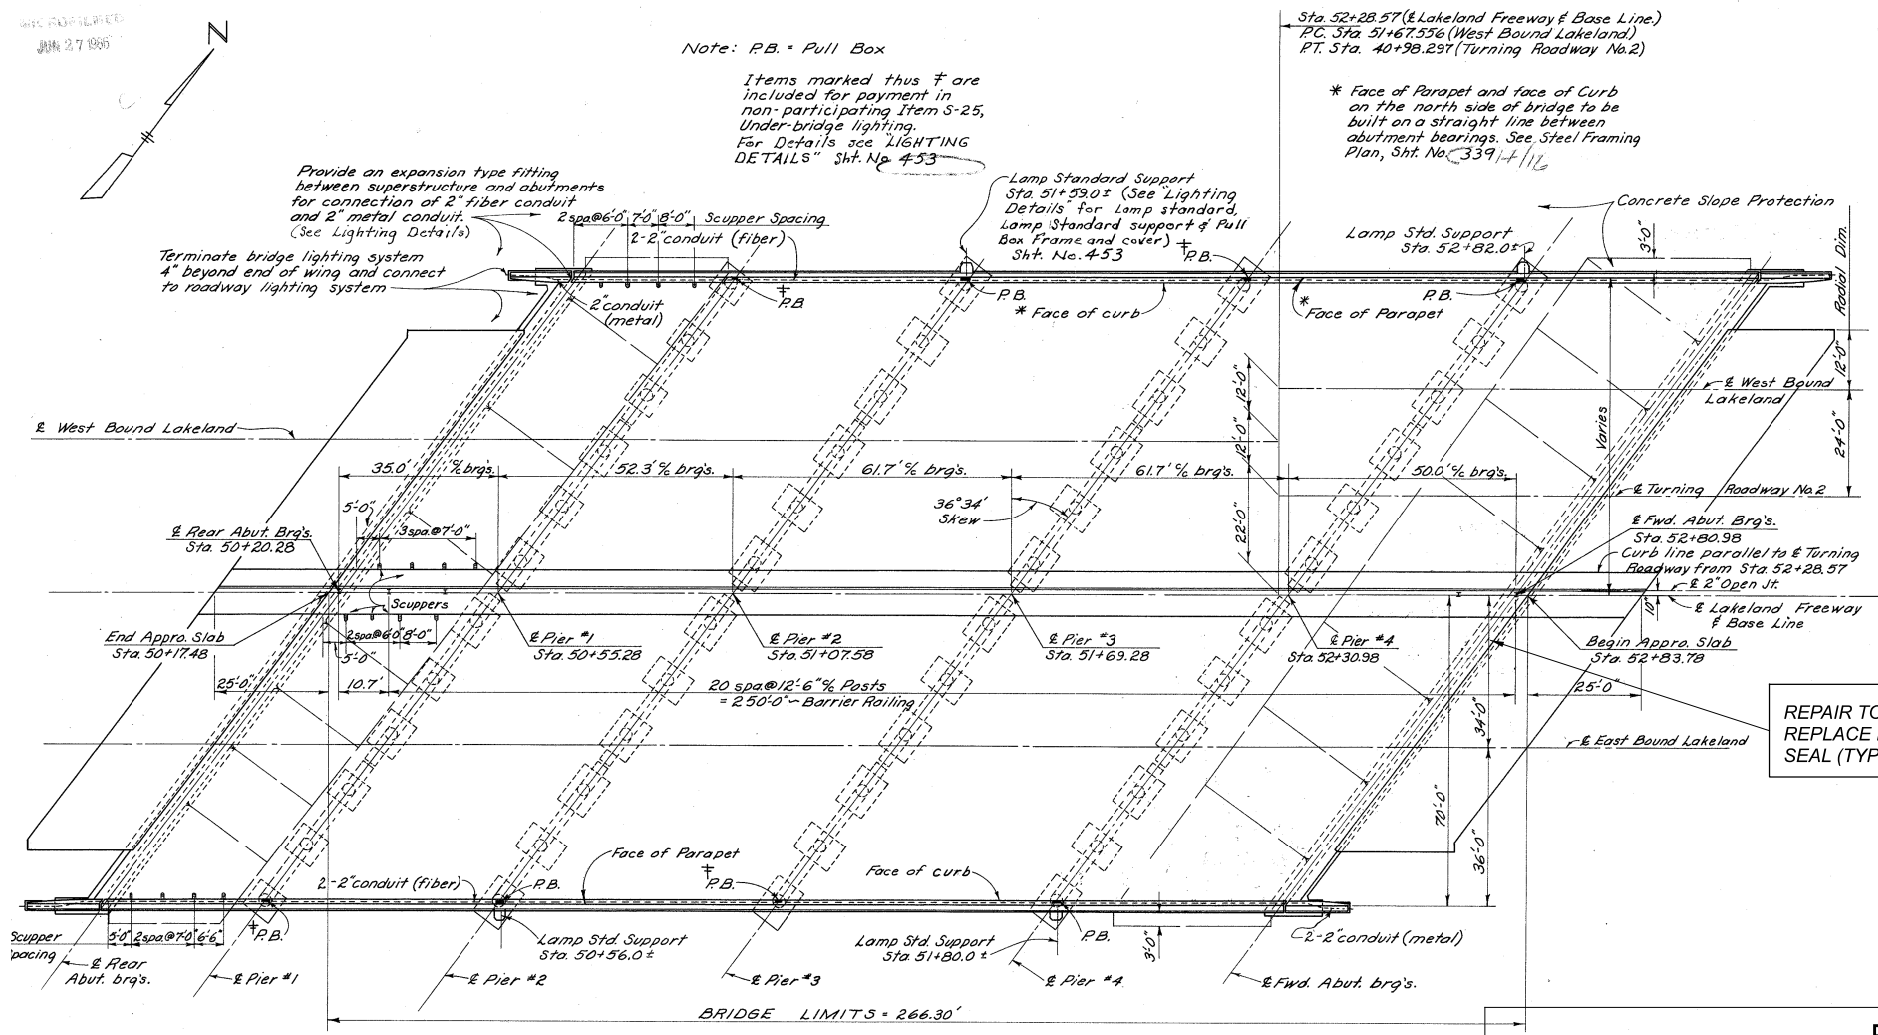 MICROFILMED
JUN 27 1986
N
Note: P.B. = Pull Box
Items marked thus ‡ are
included for payment in
non-participating Item S-25,
Under-bridge lighting.
For Details see "LIGHTING
DETAILS" Sht. No 453
Sta. 52+28.57 (℄ Lakeland Freeway & Base Line.)
P.C. Sta. 51+67.556 (West Bound Lakeland.)
P.T. Sta. 40+98.297 (Turning Roadway No.2)
* Face of Parapet and face of Curb
on the north side of bridge to be
built on a straight line between
abutment bearings. See Steel Framing
Plan, Sht. No. 339
Provide an expansion type fitting
between superstructure and abutments
for connection of 2" fiber conduit
and 2" metal conduit.
(See Lighting Details)
2 spa@6'-0" 7'-0" 8'-0" Scupper Spacing
2-2" conduit (fiber)
Terminate bridge lighting system
4" beyond end of wing and connect
to roadway lighting system
2" conduit
(metal)
‡
P.B.
Lamp Standard Support
Sta. 51+59.0± (See "Lighting
Details" for lamp standard,
Lamp Standard support & Pull
Box Frame and cover)
Sht. No. 453
‡
P.B.
P.B.
* Face of curb
Lamp Std. Support
Sta. 52+82.0±
P.B.
*
Face of Parapet
Concrete Slope Protection
3'-0"
Radial Dim.
12'-0"
24'-0"
Varies
℄ West Bound
Lakeland
℄ West Bound Lakeland
12'-0"
12'-0"
22'-0"
35.0' c/c brg's.
52.3' c/c brg's.
61.7' c/c brg's.
61.7' c/c brg's.
50.0' c/c brg's.
36°34'
Skew
℄ Turning Roadway No.2
5'-0"
3 spa.@7'-0"
℄ Rear Abut. Brg's.
Sta. 50+20.28
℄ Fwd. Abut. Brg's.
Sta. 52+80.98
Curb line parallel to ℄ Turning
Roadway from Sta. 52+28.57
℄ 2" Open Jt.
10"
℄ Lakeland Freeway
& Base Line
Scuppers
End Appro. Slab
Sta. 50+17.48
2spa@6'-0" 8'-0"
5'-0"
℄ Pier #1
Sta. 50+55.28
℄ Pier #2
Sta. 51+07.58
℄ Pier #3
Sta. 51+69.28
℄ Pier #4
Sta. 52+30.98
Begin Appro. Slab
Sta. 52+83.78
25'-0"
10.7'
20 spa.@12'-6" c/c Posts
= 250'-0" ~ Barrier Railing
25'-0"
34'-0"
REPAIR TO
REPLACE
SEAL (TYP
℄ East Bound Lakeland
70'-0"
36'-0"
Face of Parapet
2-2" conduit (fiber)
P.B.
‡
P.B.
Face of curb
Scupper
pacing
5'-0" 2spa@7'-0" 6'-6"
‡
P.B.
Lamp Std. Support
Sta. 50+56.0±
Lamp Std. Support
Sta. 51+80.0±
P.B.
3'-0"
2-2" conduit (metal)
℄ Rear
Abut. brg's.
℄ Pier #1
℄ Pier #2
℄ Pier #3
℄ Pier #4
℄ Fwd. Abut. brg's.
BRIDGE LIMITS = 266.30'
D